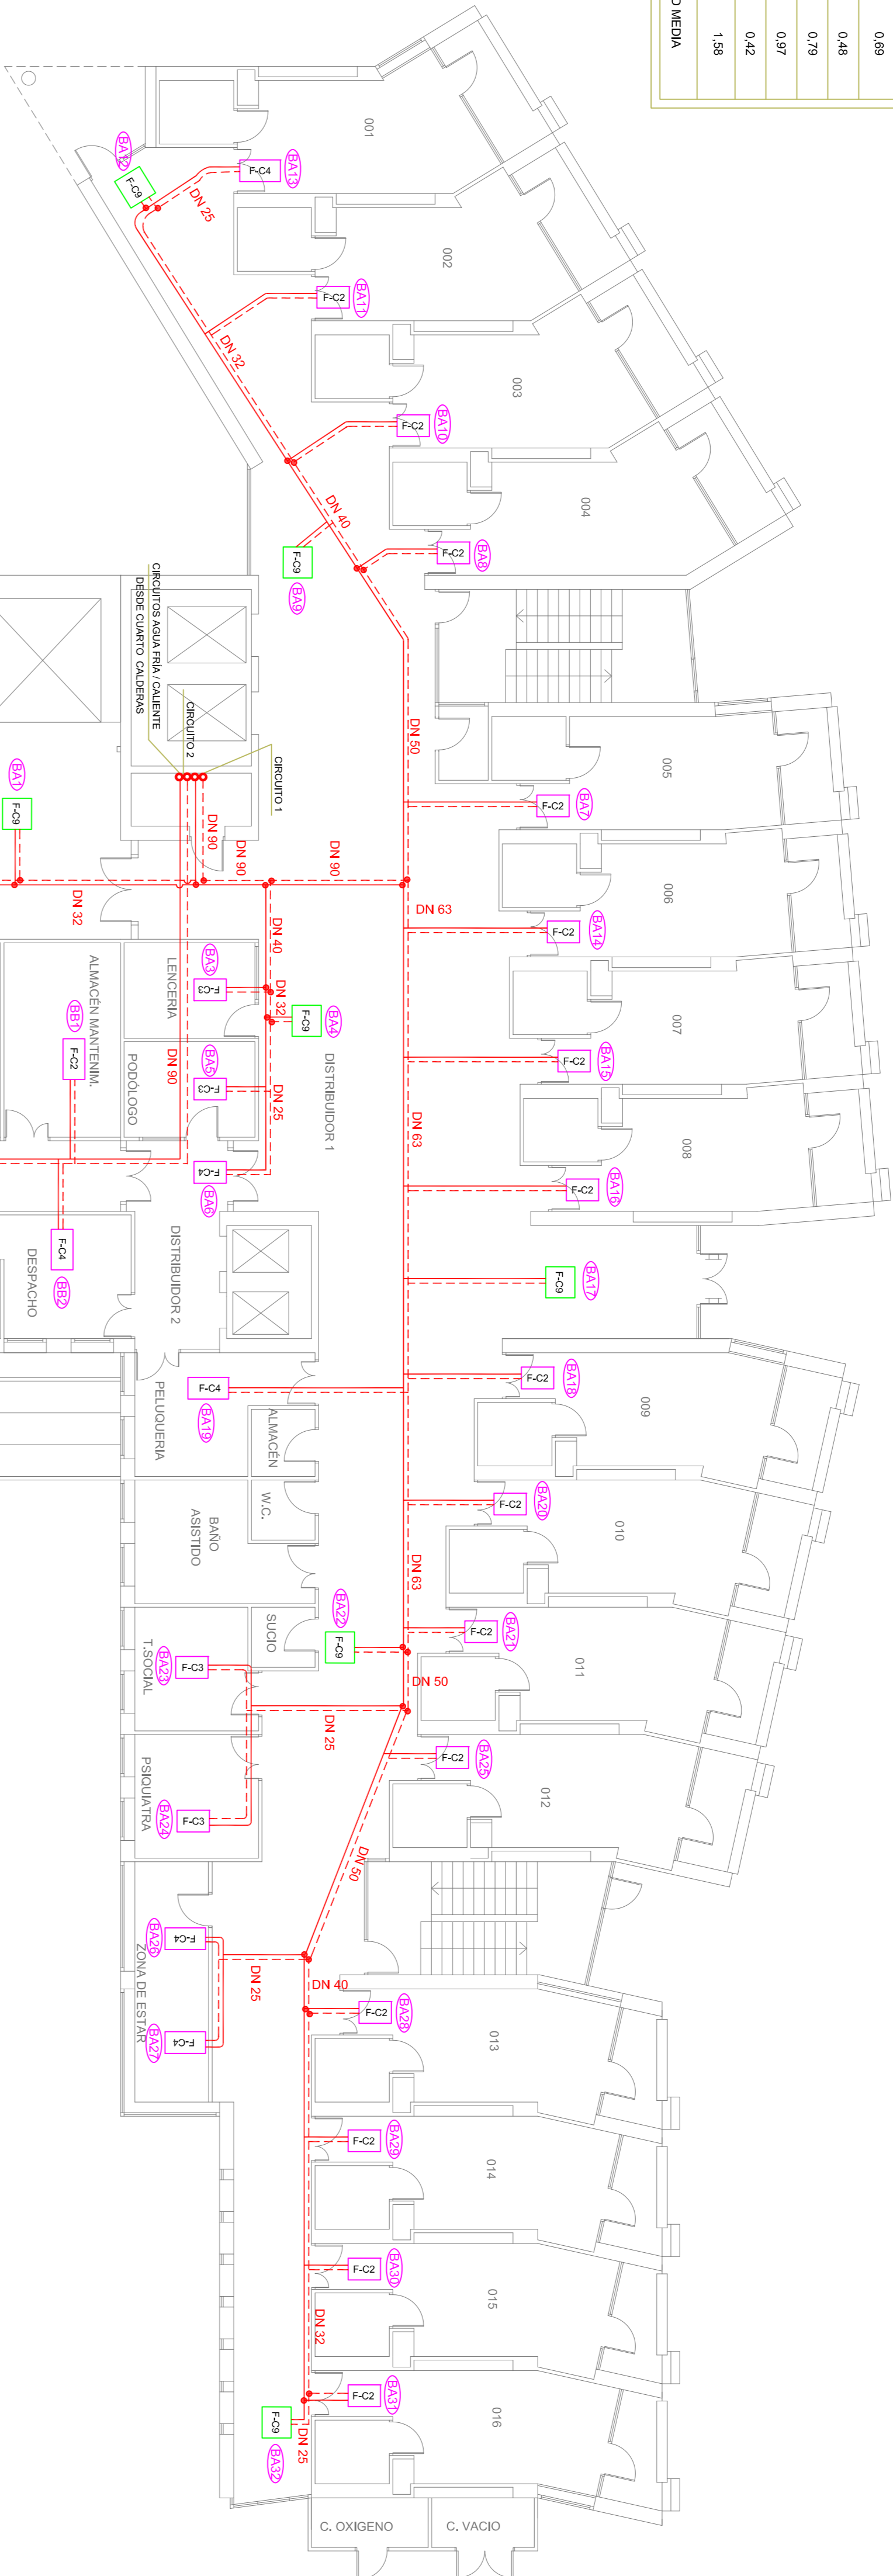 D MEDIA
1,58
0,42
0,97
0,79
0,48
0,69
001
BA13
F-C4
BA12
F-C9
DN 25
002
BA11
F-C2
DN 32
003
BA10
F-C2
004
DN 40
F-C9
BA9
BA8
F-C2
CIRCUITOS AGUA FRÍA / CALIENTE
DESDE CUARTO CALDERAS
CIRCUITO 2
CIRCUITO 1
DN 50
005
BA7
F-C2
BA1
F-C9
DN 90
DN 90
DN 90
DN 32
DN 63
006
BA14
F-C2
DN 40
LENCERIA
BA3
F-C3
DN 32
BA4
F-C9
ALMACÉN MANTENIM.
BB1
F-C2
007
BA15
F-C2
DN 90
PODÓLOGO
BA5
F-C3
DN 25
DISTRIBUIDOR 1
DN 63
008
BA16
F-C2
F-C4
BA6
F-C4
BB2
DESPACHO
DISTRIBUIDOR 2
BA17
F-C9
009
BA18
F-C2
F-C4
BA19
PELUQUERIA
ALMACÉN
010
BA20
F-C2
W.C.
BAÑO
ASISTIDO
DN 63
011
BA21
F-C2
BA22
F-C9
SUCIO
T.SOCIAL
BA23
F-C3
DN 50
DN 25
012
BA25
F-C2
PSIQUIATRA
BA24
F-C3
DN 50
BA26
F-C4
ZONA DE ESTAR
DN 25
BA27
F-C4
DN 40
BA28
F-C2
013
BA29
F-C2
014
BA30
F-C2
015
DN 32
BA31
F-C2
016
F-C9
BA32
DN 25
C. OXIGENO
C. VACIO